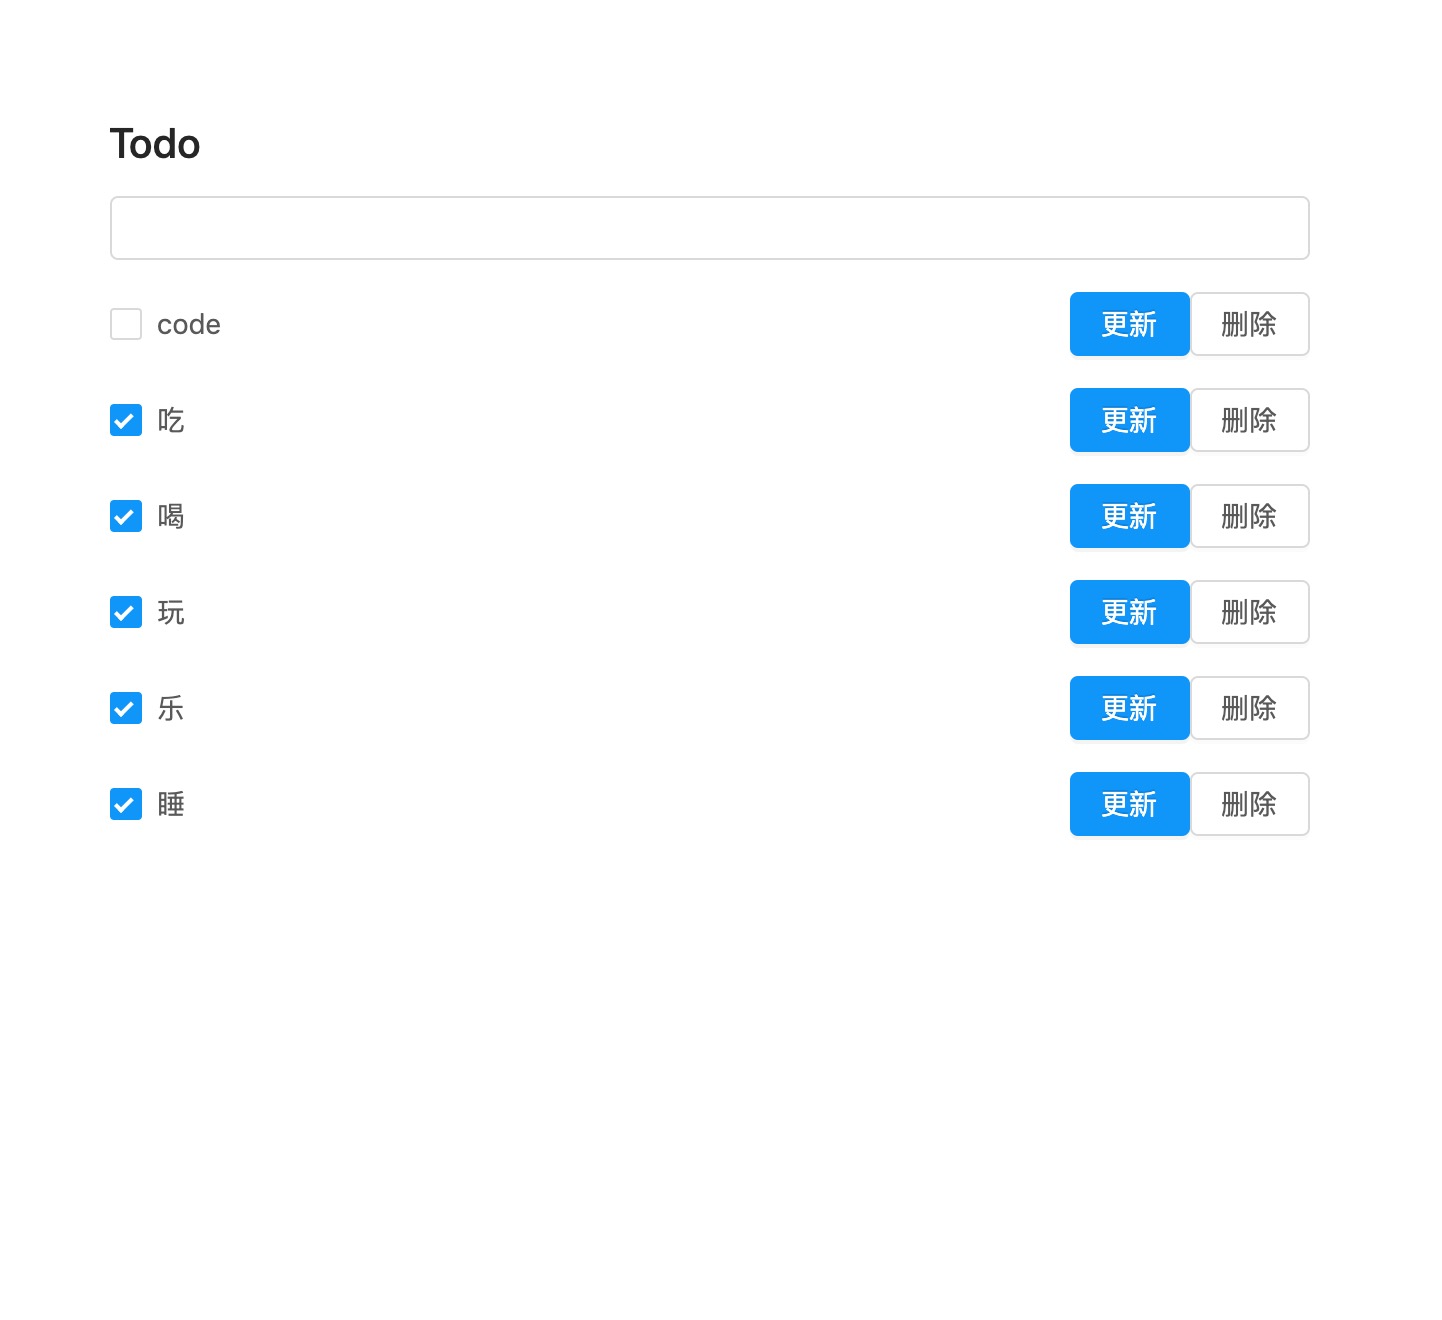 Todo
code 更新 删除
吃 更新 删除
喝 更新 删除
玩 更新 删除
乐 更新 删除
睡 更新 删除